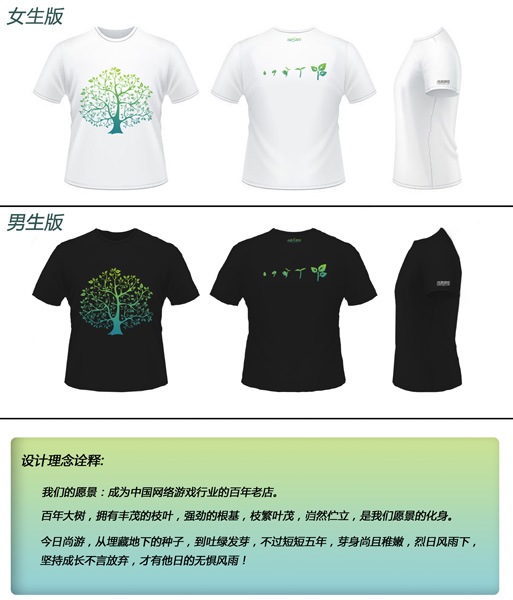 女生版
男生版
设计理念诠释:
我们的愿景：成为中国网络游戏行业的百年老店。
百年大树，拥有丰茂的枝叶，强劲的根基，枝繁叶茂，岿然伫立，是我们愿景的化身。
今日尚游，从埋藏地下的种子，到吐绿发芽，不过短短五年，芽身尚且稚嫩，烈日风雨下，
坚持成长不言放弃，才有他日的无惧风雨！